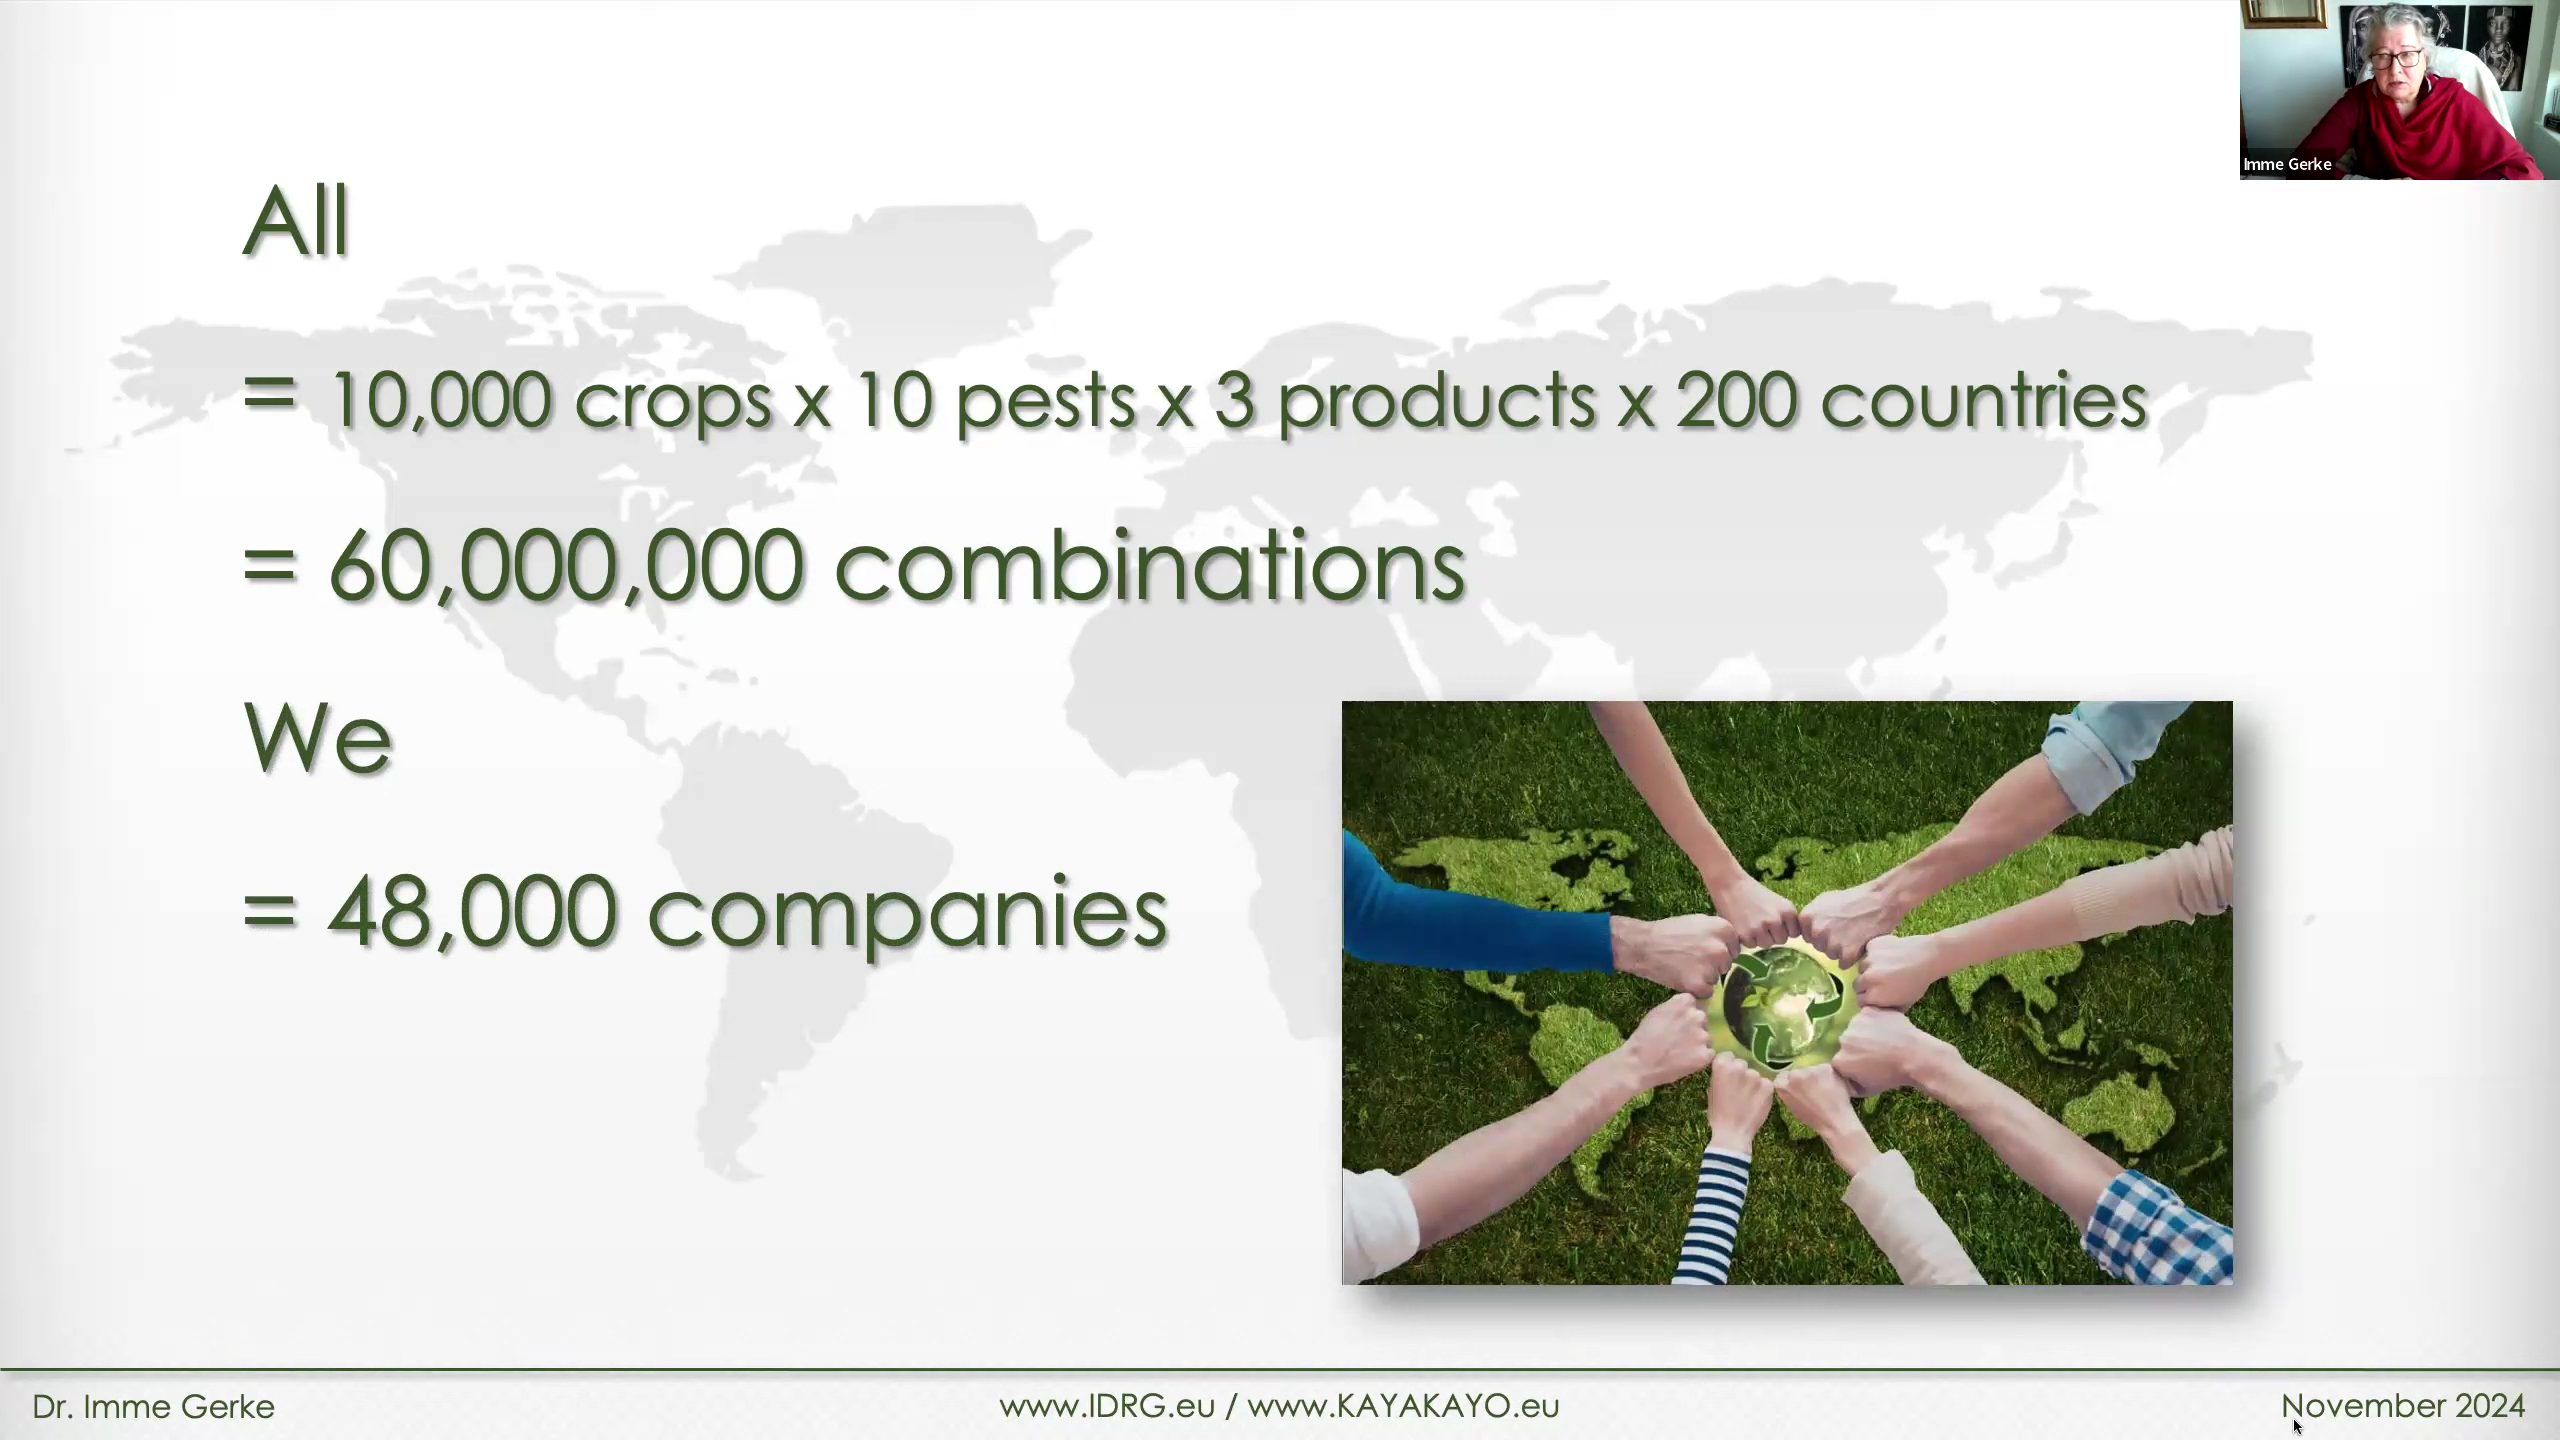 Imme Gerke
All
= 10,000 crops x 10 pests x 3 products x 200 countries
= 60,000,000 combinations
We
= 48,000 companies
Dr. Imme Gerke
www.IDRG.eu / www.KAYAKAYO.eu
November 2024